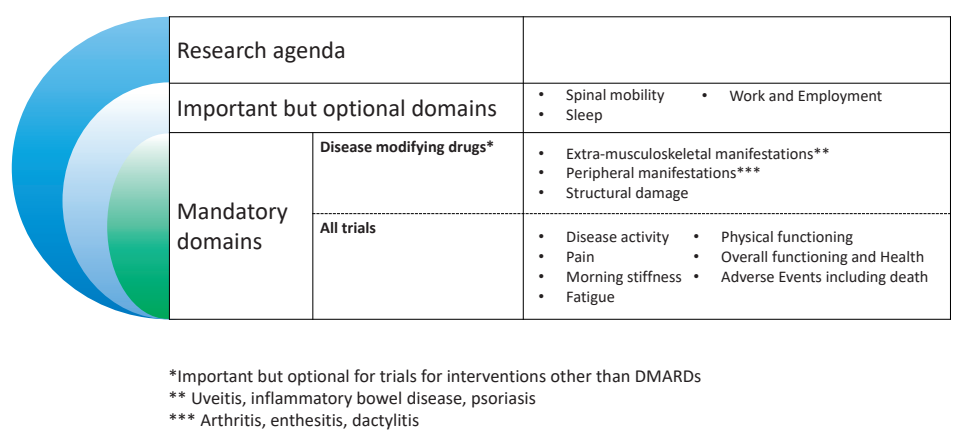 Research agenda
Important but optional domains
• Spinal mobility • Work and Employment
• Sleep
Mandatory
domains
Disease modifying drugs*
• Extra-musculoskeletal manifestations**
• Peripheral manifestations***
• Structural damage
All trials
• Disease activity • Physical functioning
• Pain • Overall functioning and Health
• Morning stiffness • Adverse Events including death
• Fatigue
*Important but optional for trials for interventions other than DMARDs
** Uveitis, inflammatory bowel disease, psoriasis
*** Arthritis, enthesitis, dactylitis